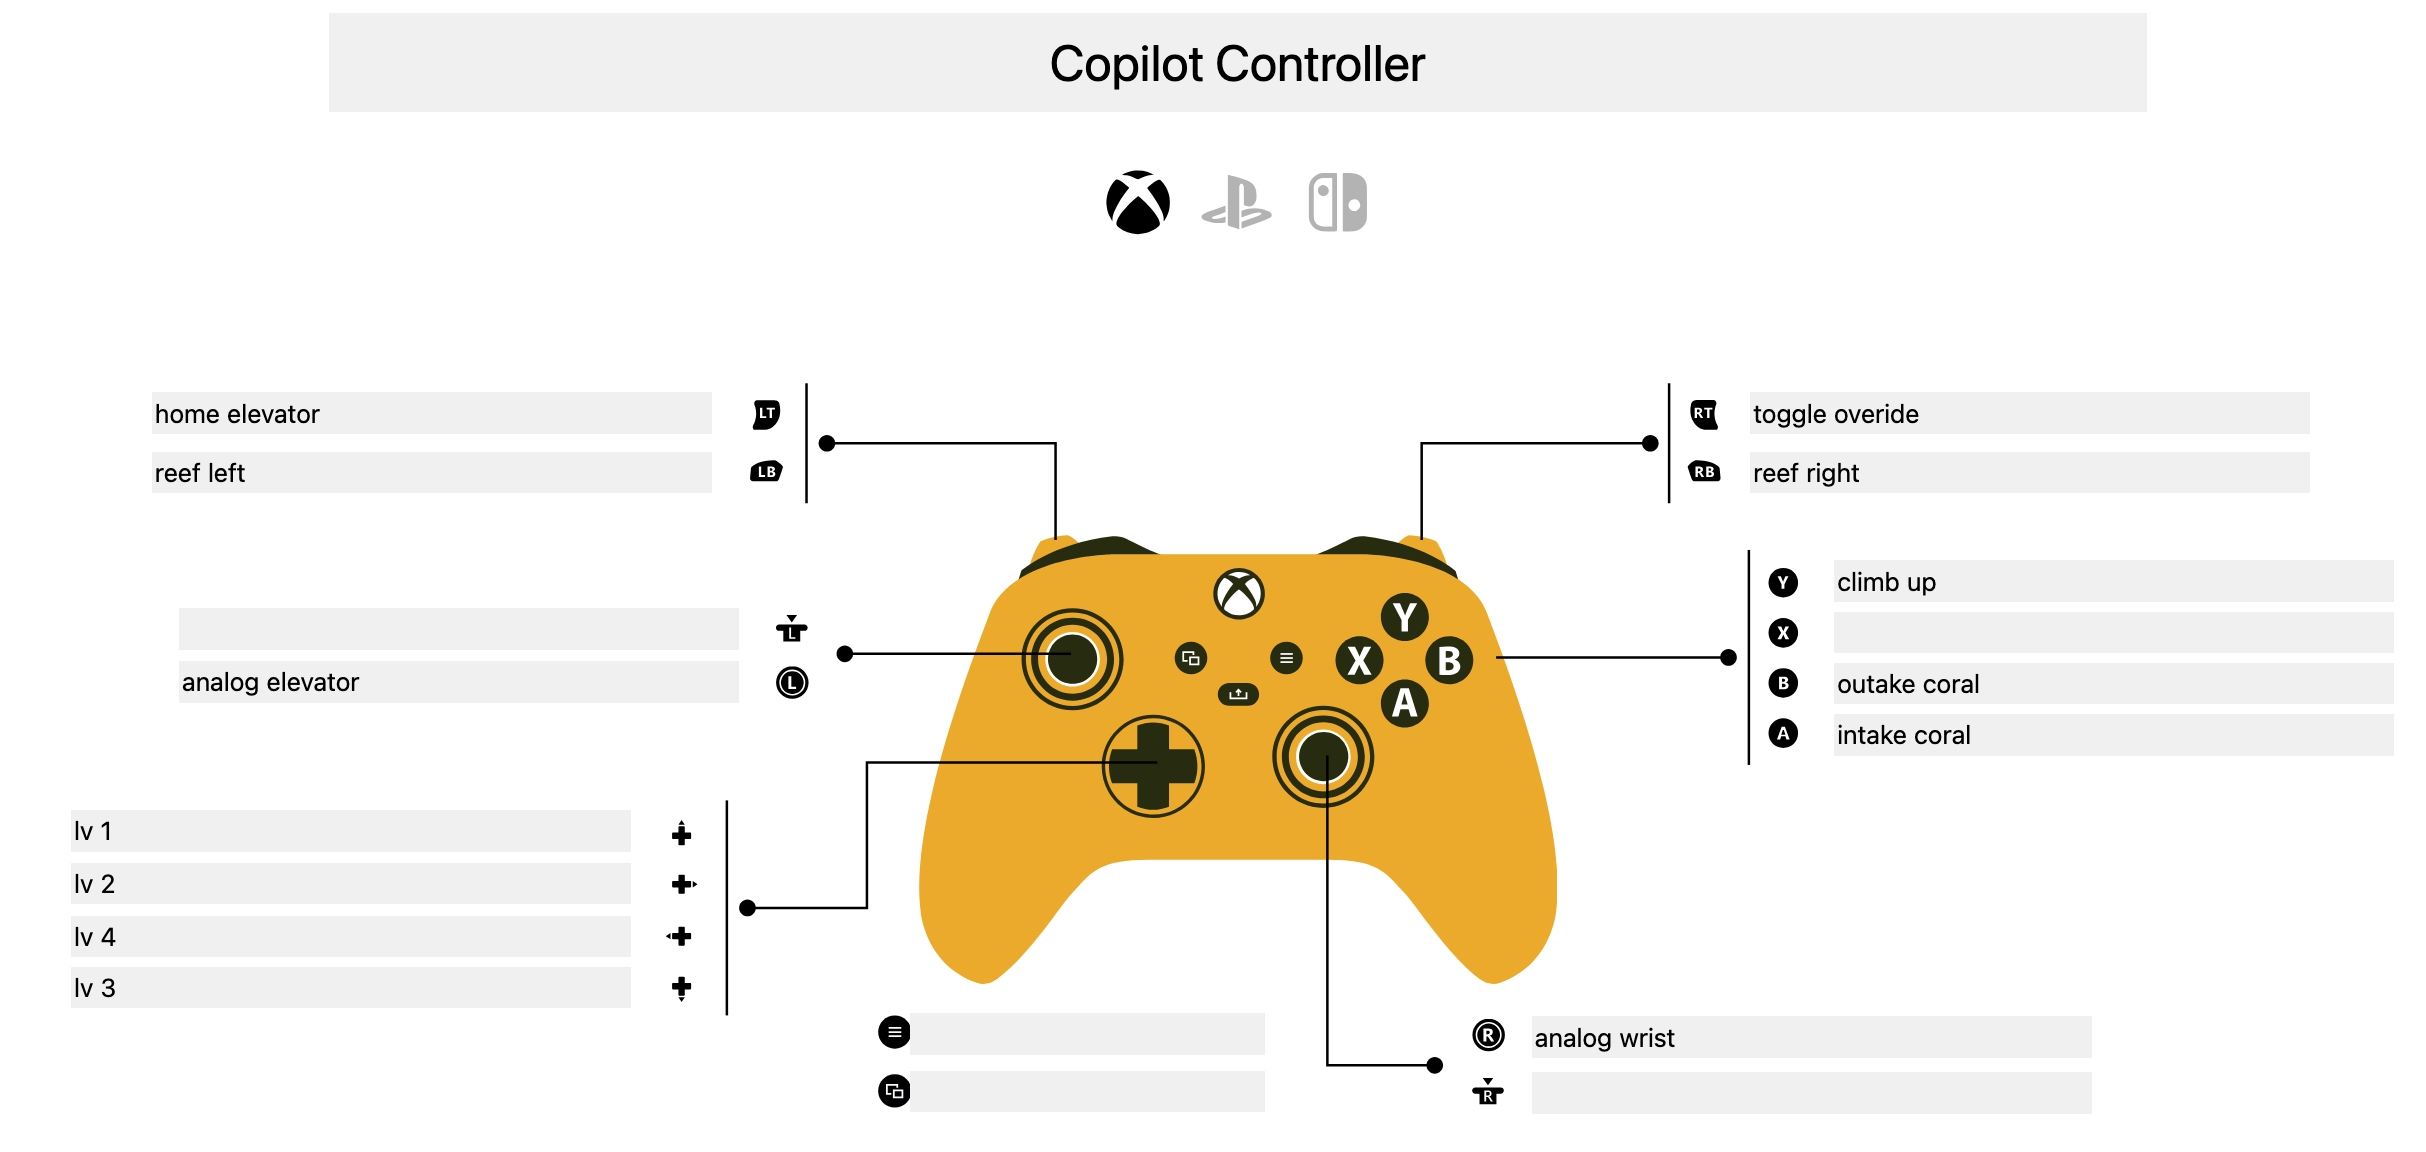 Copilot Controller
home elevator LT
reef left LB
RT toggle overide
RB reef right
L
analog elevator L
Y climb up
X
B outake coral
A intake coral
Y
X B
A
lv 1
lv 2
lv 4
lv 3
R analog wrist
R